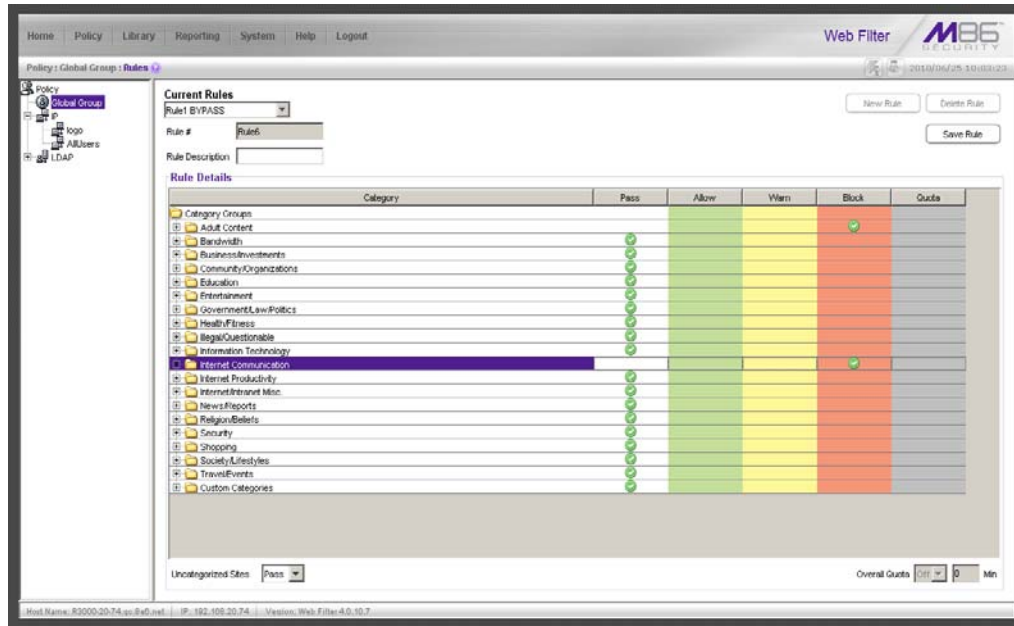 Home Policy Library Reporting System Help Logout
Web Filter
M86
SECURITY
Policy : Global Group : Rules
2010/06/25 10:03:23
Policy
Global Group
IP
logo
AllUsers
LDAP
Current Rules
Rule1 BYPASS
New Rule Delete Rule
Rule # Rule6
Save Rule
Rule Description
Rule Details
Category Pass Allow Warn Block Quota
Category Groups
Adult Content
Bandwidth
Business/Investments
Community/Organizations
Education
Entertainment
Government/Law/Politics
Health/Fitness
Illegal/Questionable
Information Technology
Internet Communication
Internet Productivity
Internet/Intranet Misc.
News/Reports
Religion/Beliefs
Security
Shopping
Society/Lifestyles
Travel/Events
Custom Categories
Uncategorized Sites Pass
Overall Quota Off 0 Min
Host Name: R3000-20-74.qc.8e6.net IP: 192.168.20.74 Version: Web Filter 4.0.10.7